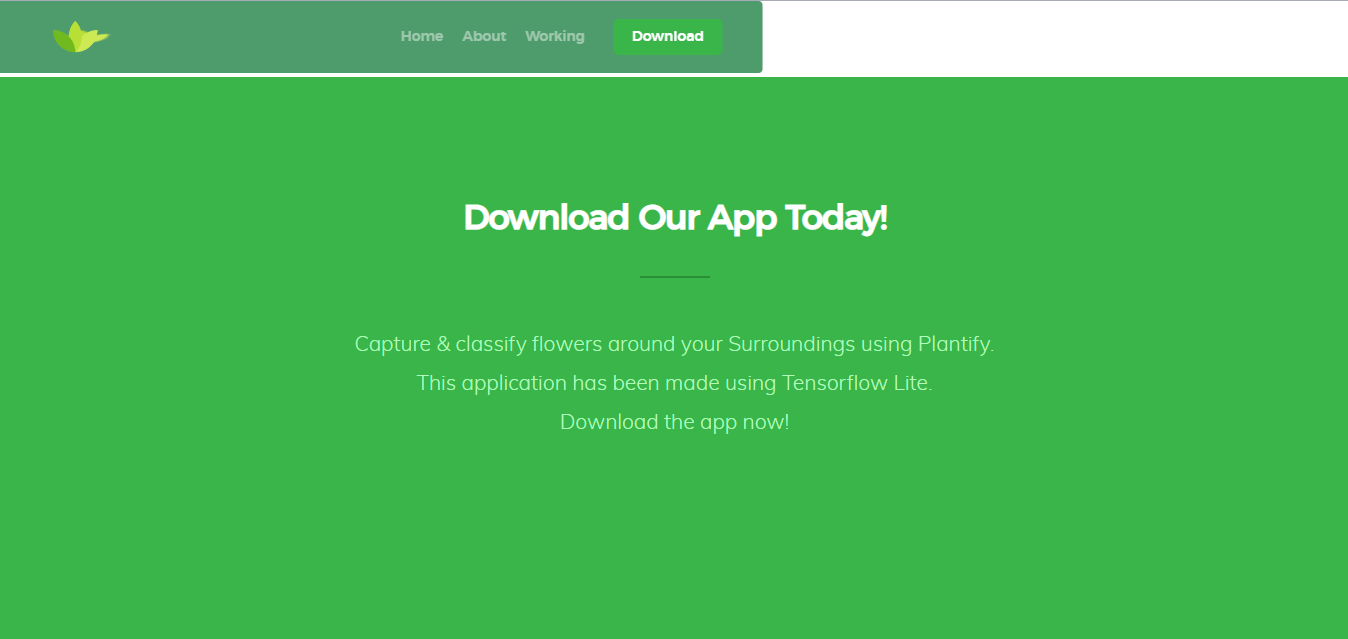 Home About Working Download
Download Our App Today!
Capture & classify flowers around your Surroundings using Plantify.
This application has been made using Tensorflow Lite.
Download the app now!